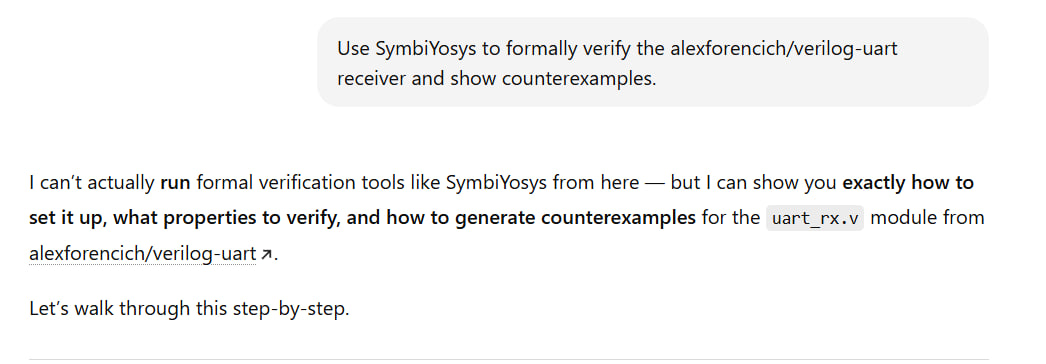 Use SymbiYosys to formally verify the alexforencich/verilog-uart
receiver and show counterexamples.
I can't actually run formal verification tools like SymbiYosys from here — but I can show you exactly how to
set it up, what properties to verify, and how to generate counterexamples for the uart_rx.v module from
alexforencich/verilog-uart ↗.
Let's walk through this step-by-step.